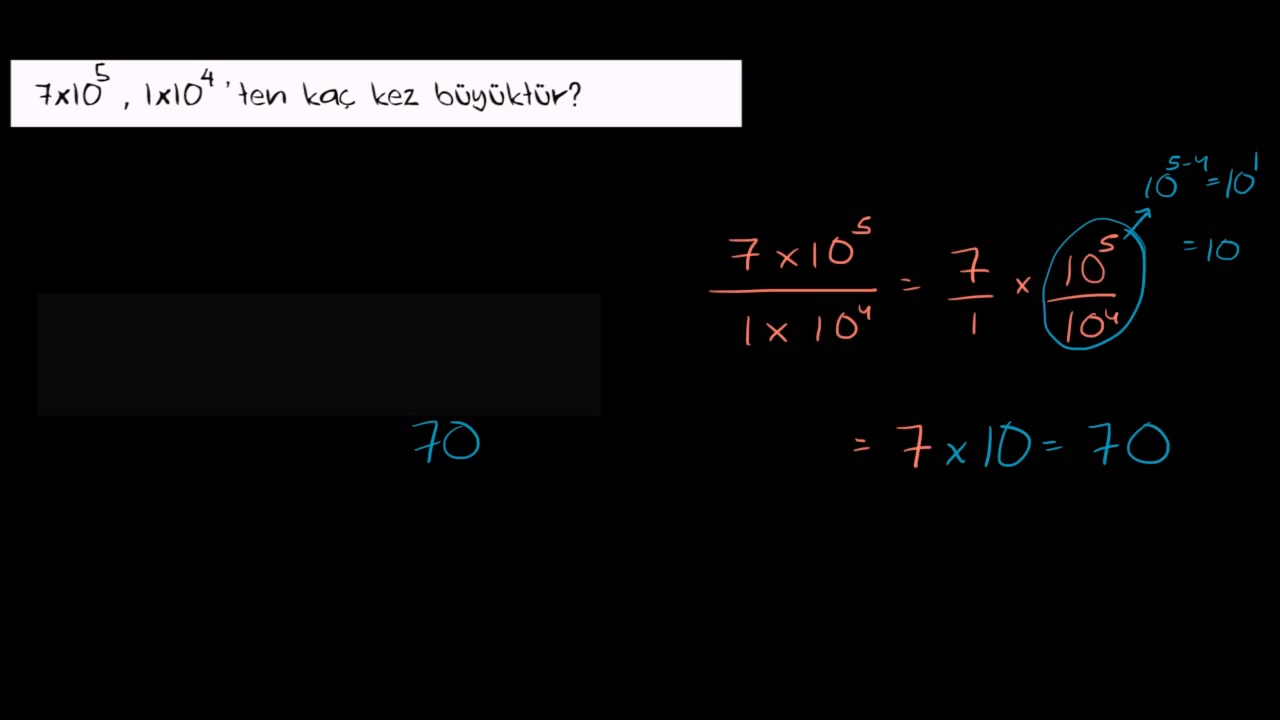 7x10⁵, 1x10⁴'ten kaç kez büyüktür?
10⁵⁻⁴ = 10¹
= 10
7 x 10⁵ / 1 x 10⁴ = 7/1 x 10⁵/10⁴
70
= 7 x 10 = 70